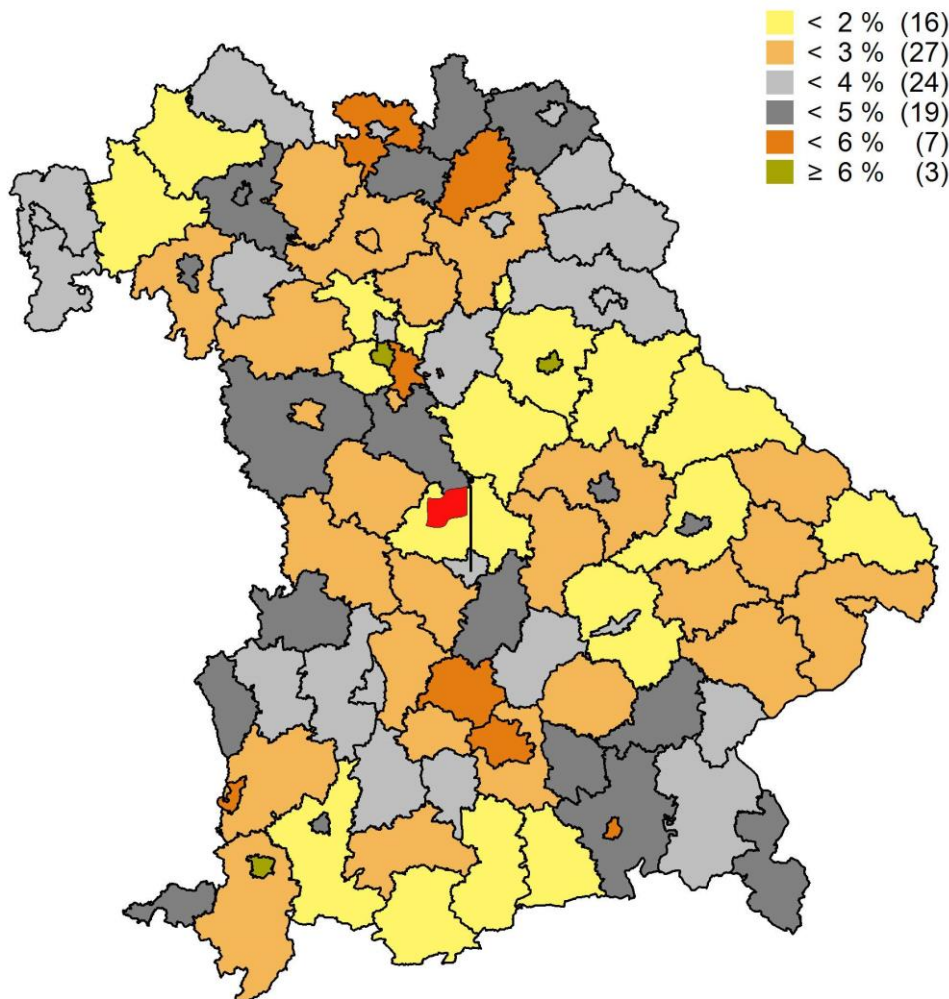 < 2 % (16)
< 3 % (27)
< 4 % (24)
< 5 % (19)
< 6 % (7)
≥ 6 % (3)